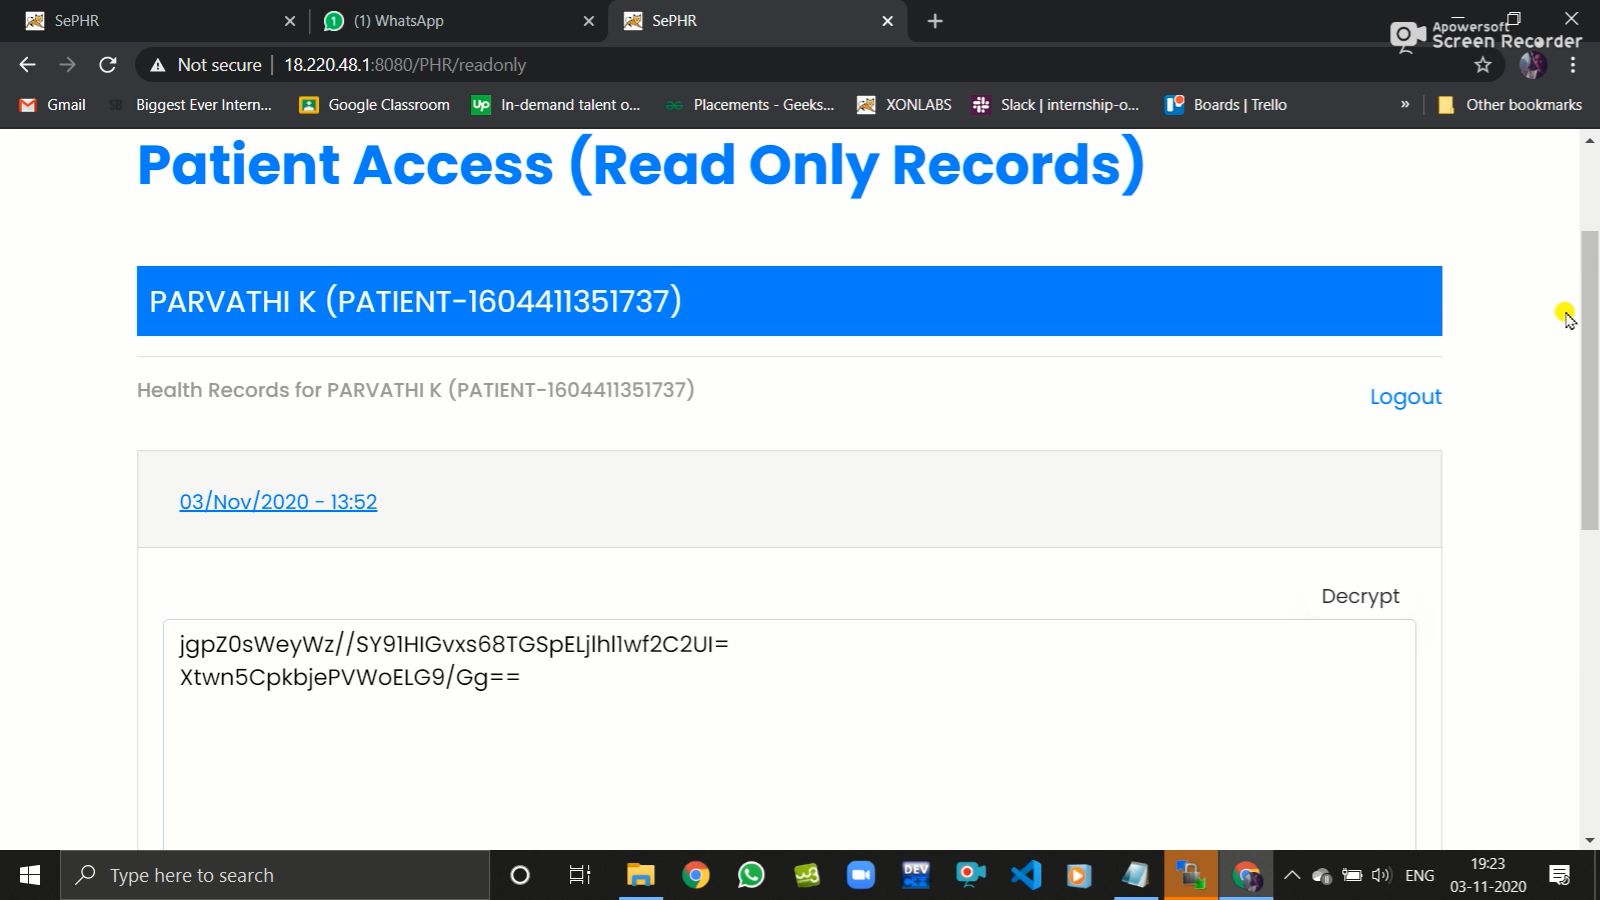 SePHR
(1) WhatsApp
SePHR
Apowersoft
Screen Recorder
Not secure
18.220.48.1:8080/PHR/readonly
Gmail
SB
Biggest Ever Intern...
Google Classroom
Up
In-demand talent o...
Placements - Geeks...
XONLABS
Slack | internship-o...
Boards | Trello
»
Other bookmarks
Patient Access (Read Only Records)
PARVATHI K (PATIENT-1604411351737)
Health Records for PARVATHI K (PATIENT-1604411351737)
Logout
03/Nov/2020 - 13:52
Decrypt
jgpZ0sWeyWz//SY91HIGvxs68TGSpELjlhl1wf2C2UI=
Xtwn5CpkbjePVWoELG9/Gg==
Type here to search
DEV
ENG
19:23
03-11-2020